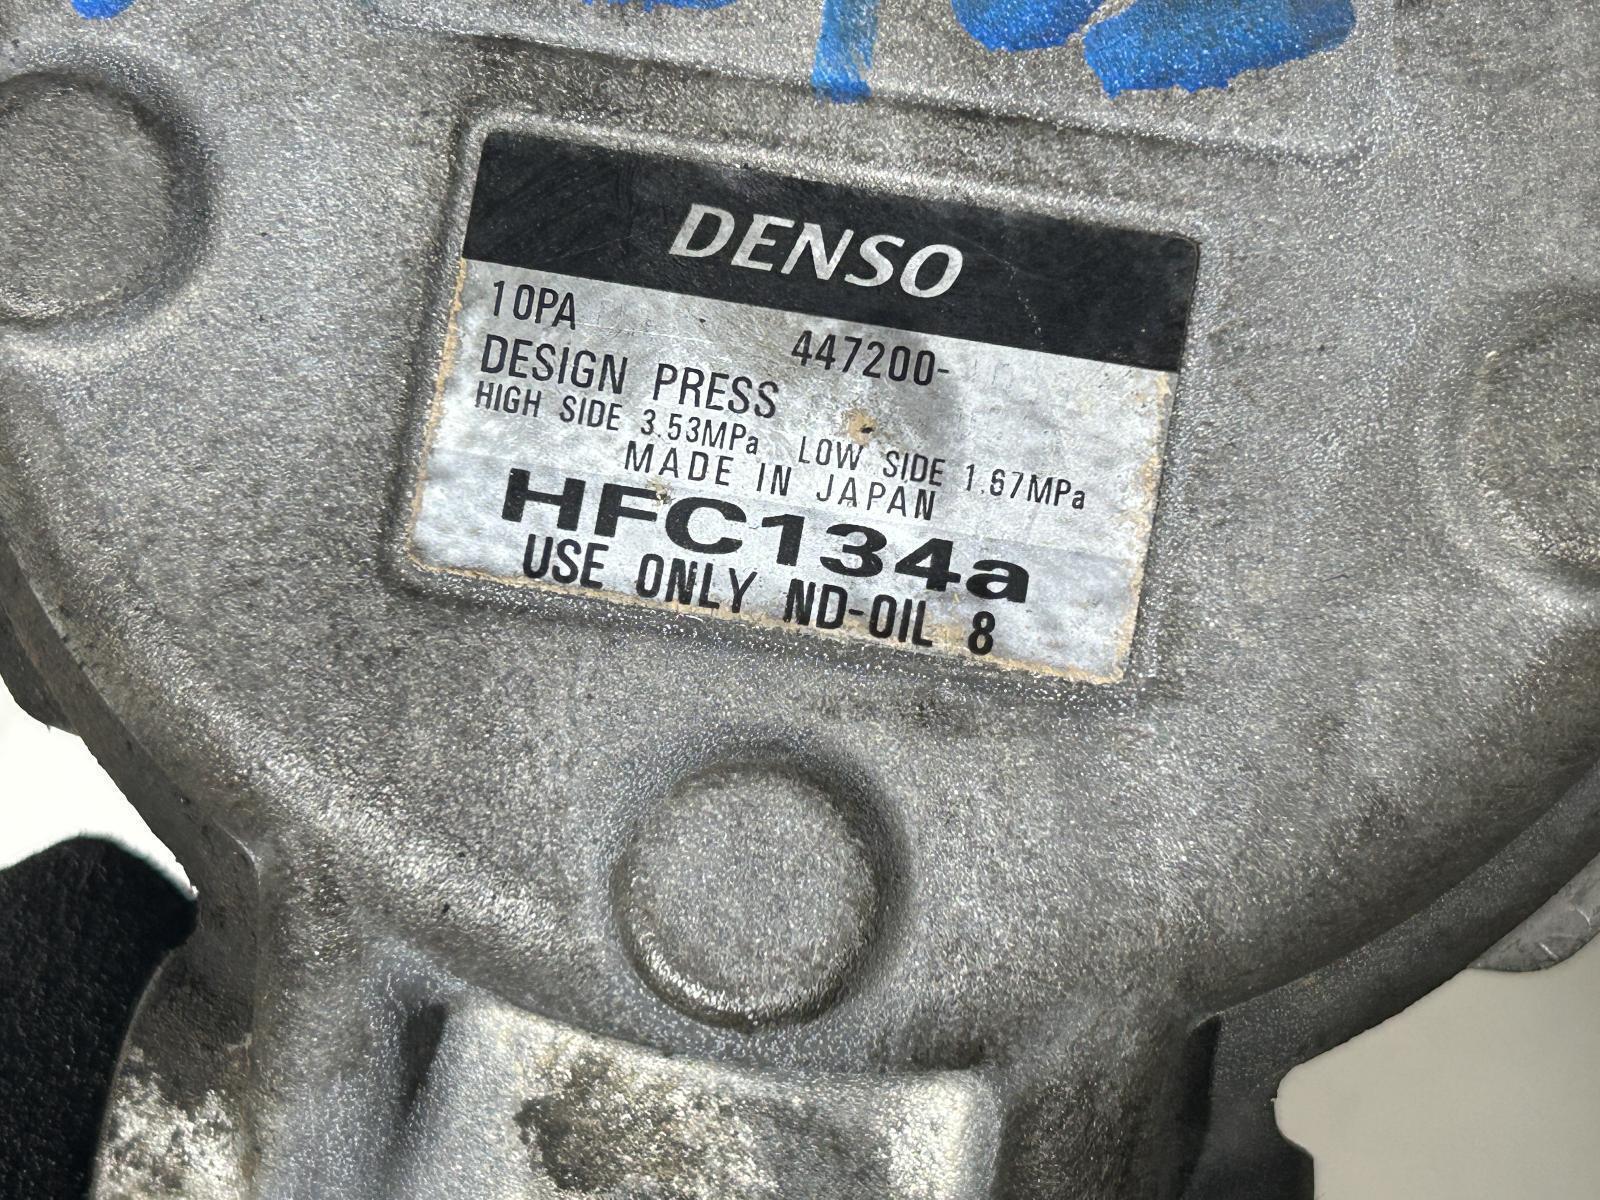 DENSO
10PA 447200-
DESIGN PRESS
HIGH SIDE 3.53MPa LOW SIDE 1.67MPa
MADE IN JAPAN
HFC134a
USE ONLY ND-OIL 8